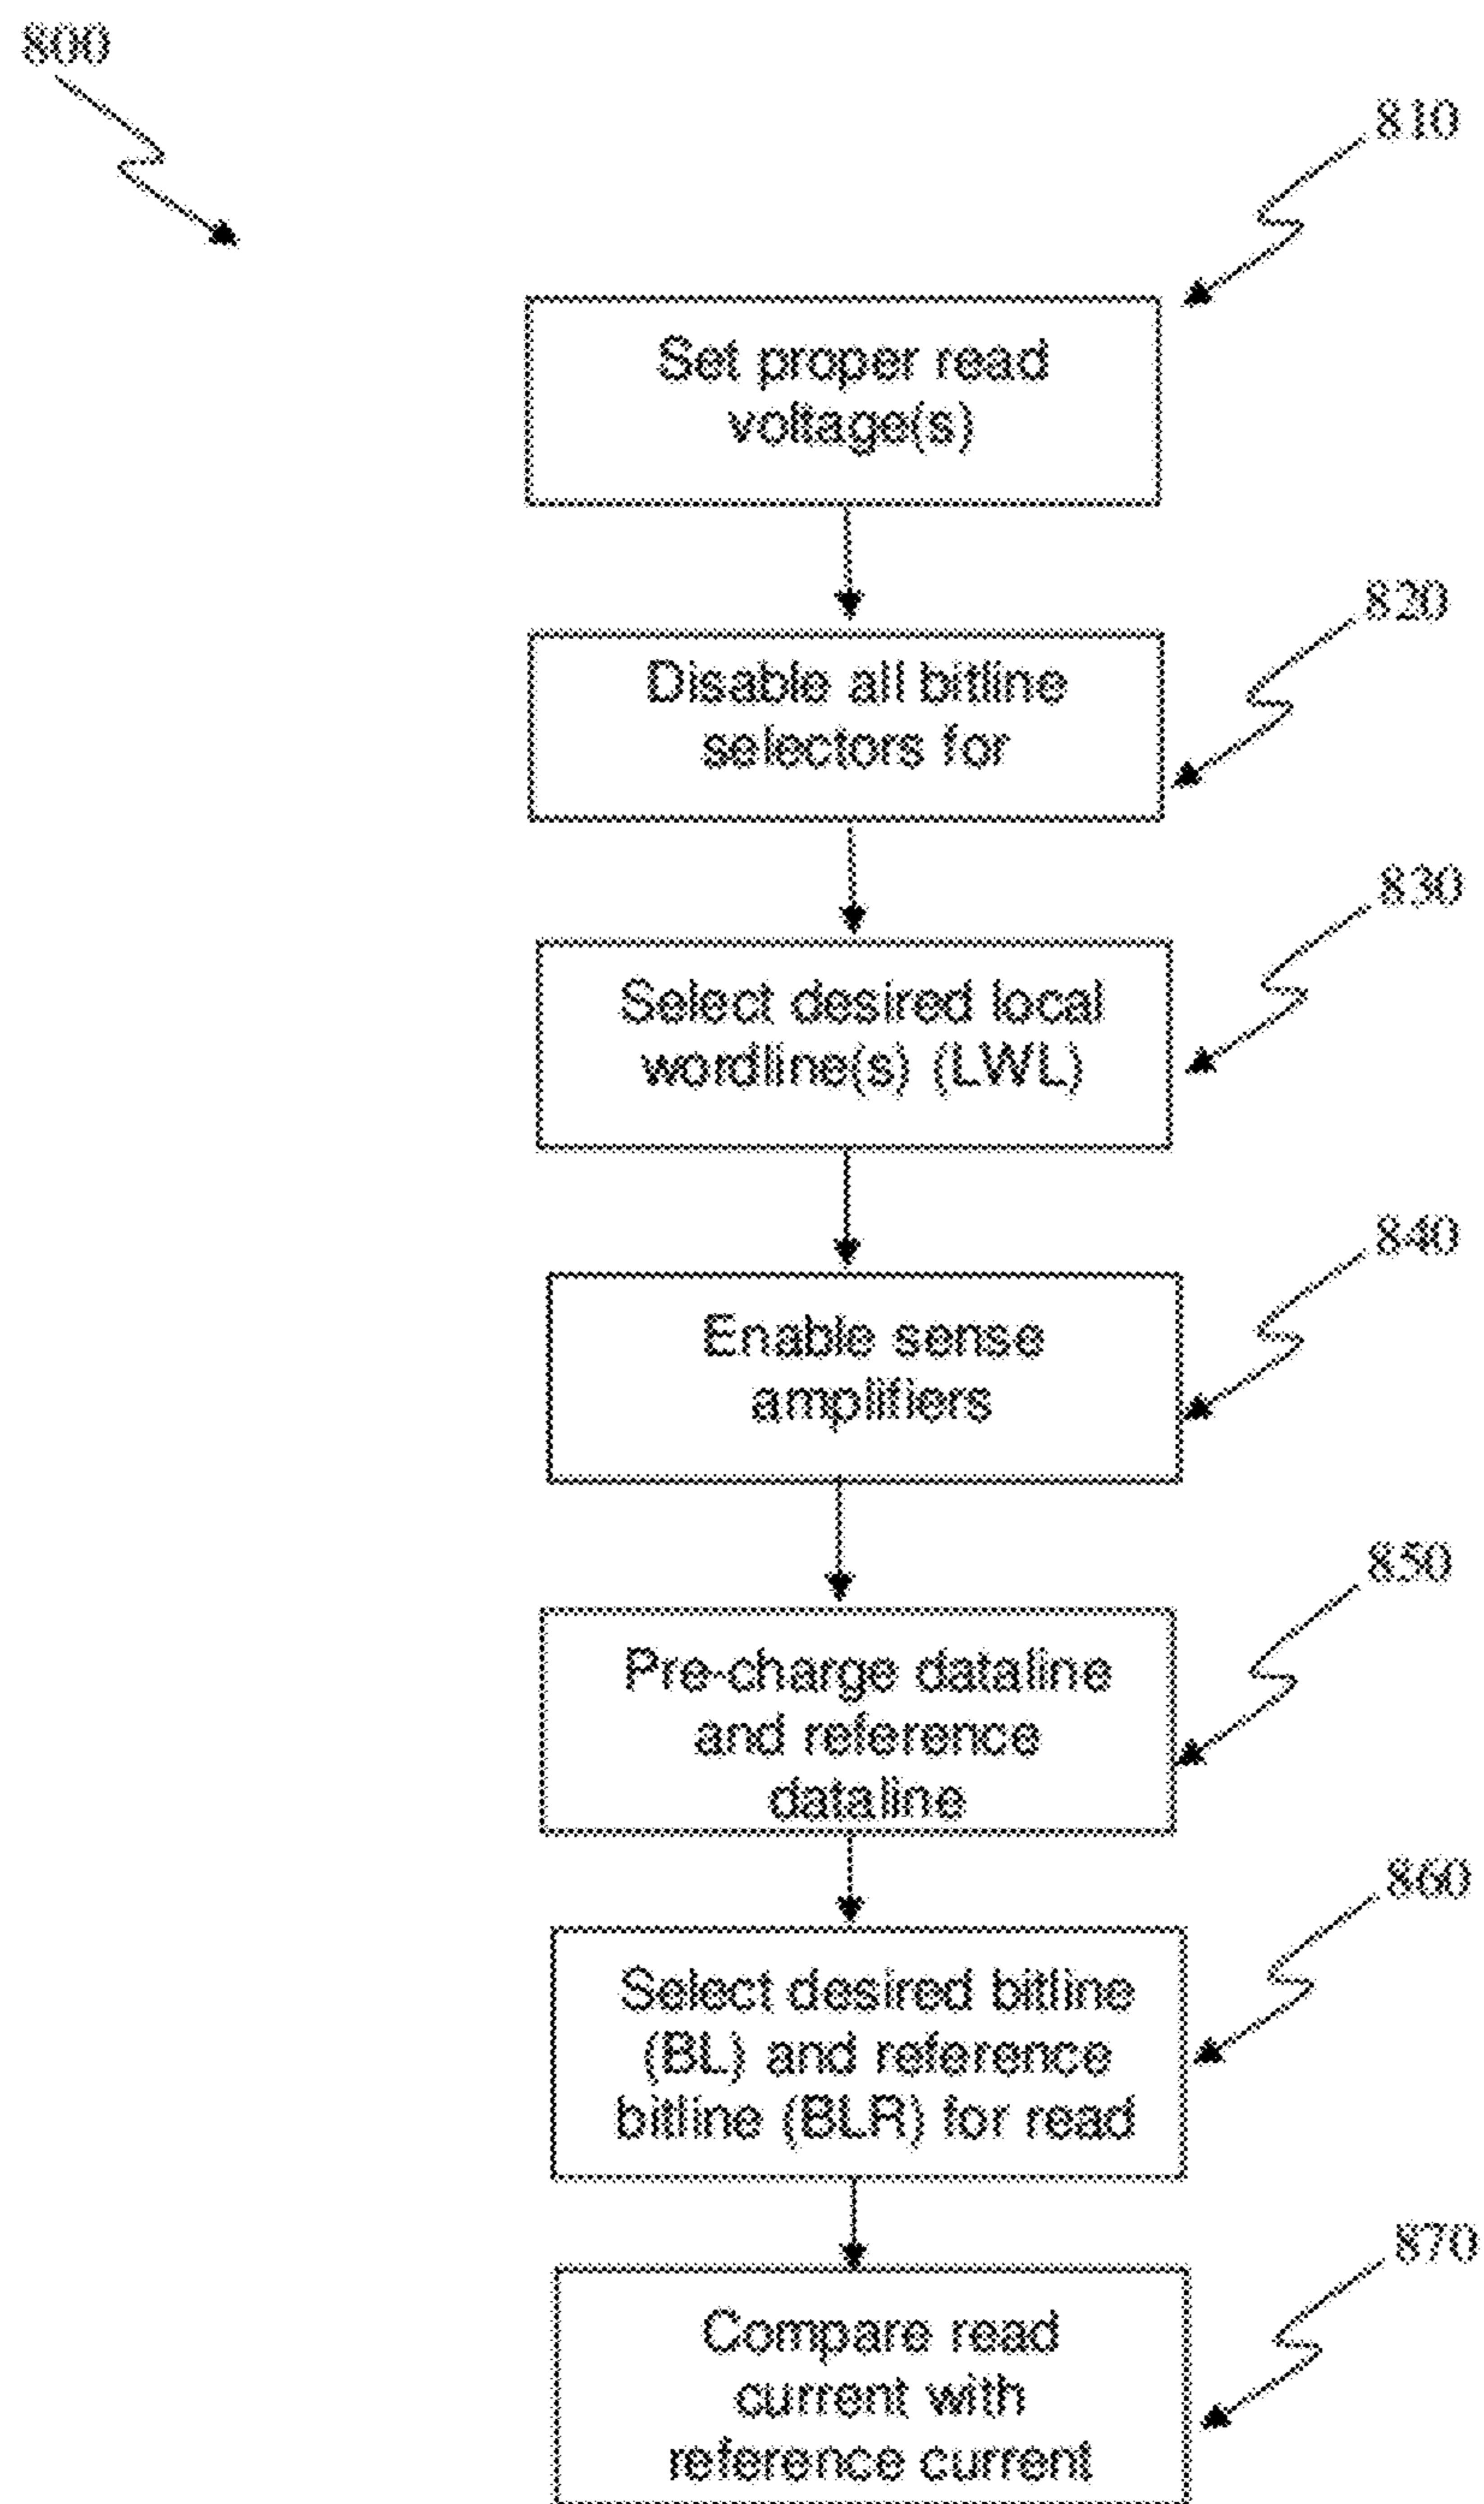 800
810
Set proper read
voltage(s)
820
Disable all bitline
selectors for
830
Select desired local
wordline(s) (LWL)
840
Enable sense
amplifiers
850
Pre-charge dataline
and reference
dataline
860
Select desired bitline
(BL) and reference
bitline (BLR) for read
870
Compare read
current with
reference current